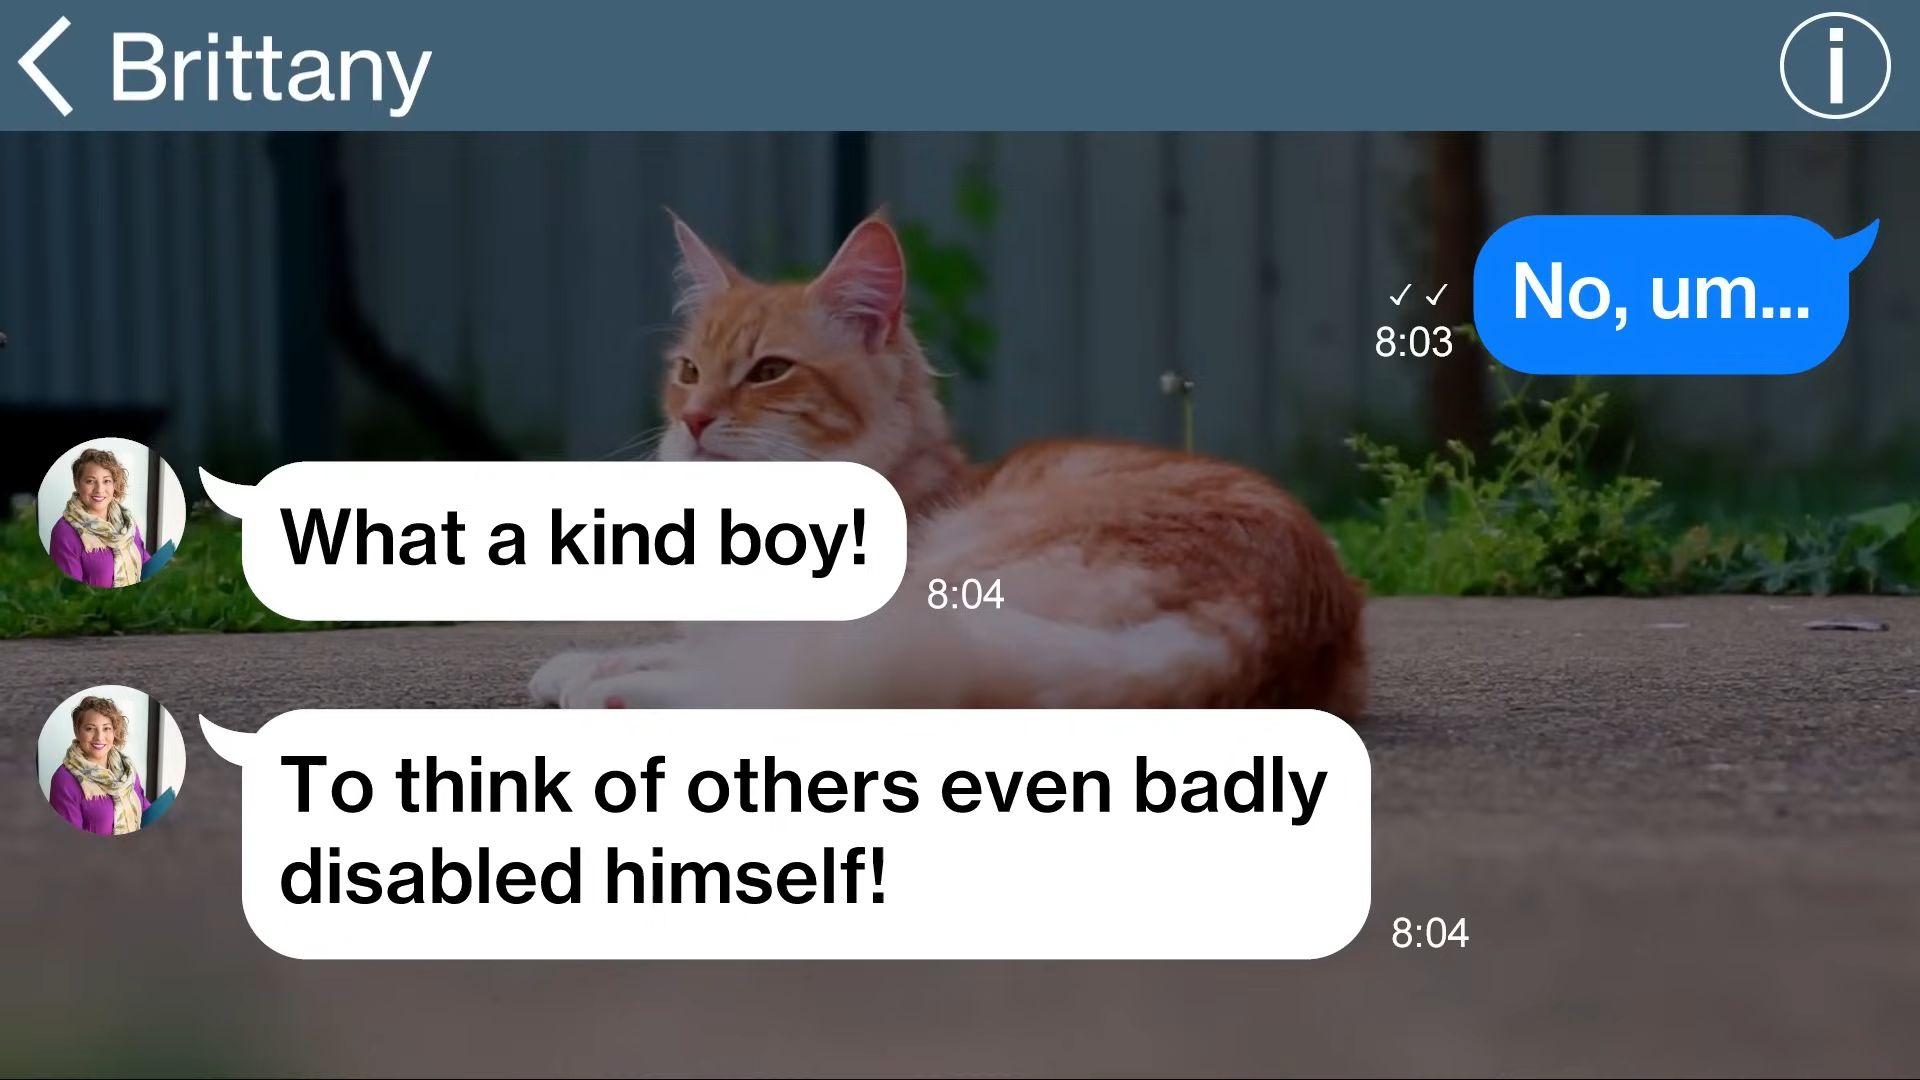 Brittany
No, um...
✓ ✓
8:03
What a kind boy!
8:04
To think of others even badly
disabled himself!
8:04